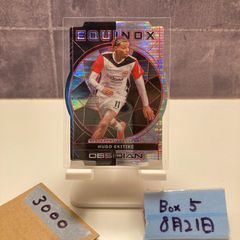 EQUINOX
HUGO EKITIKE
OBSIDIAN
3000
Box 5
8月21日